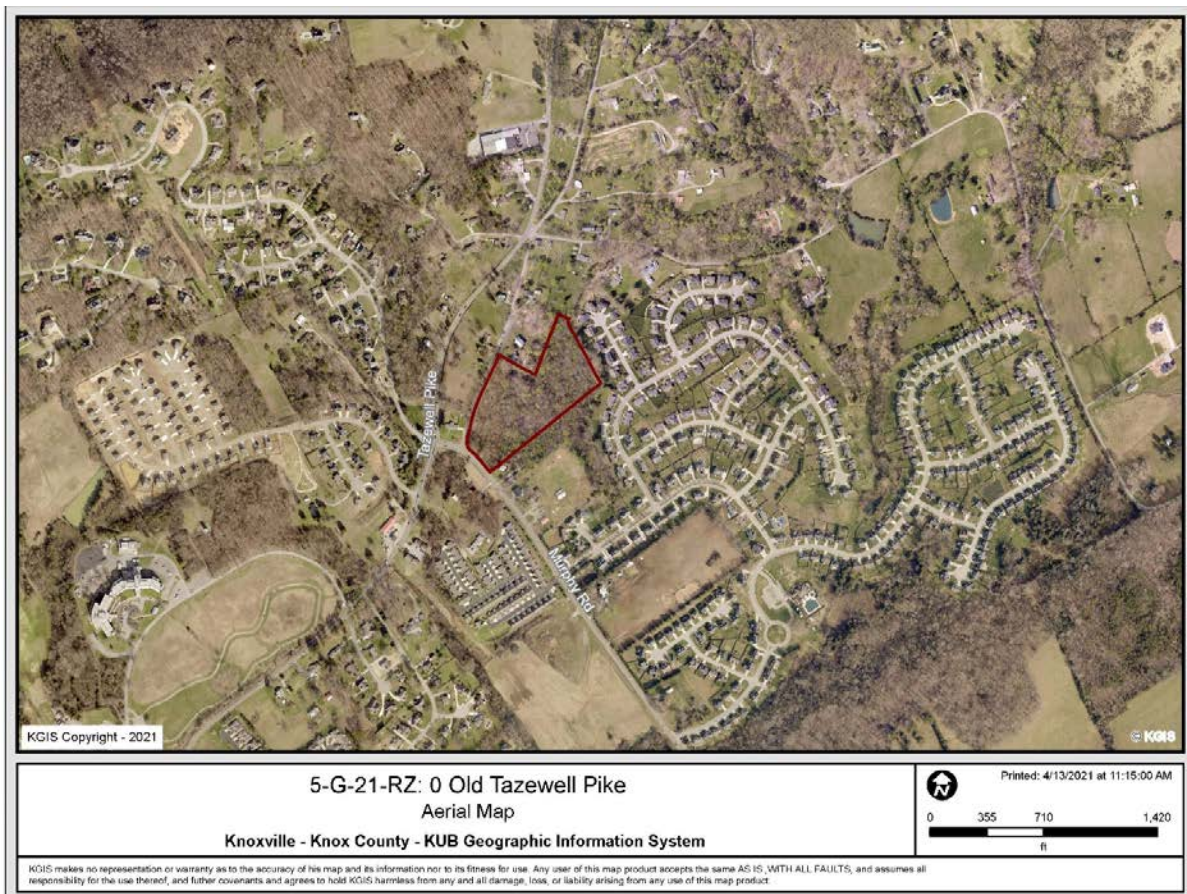 Tazewell Pike
Murphy Rd
KGIS Copyright - 2021
© KGIS
5-G-21-RZ: 0 Old Tazewell Pike
Aerial Map
Knoxville - Knox County - KUB Geographic Information System
N
Printed: 4/13/2021 at 11:15:00 AM
0 355 710 1,420
ft
KGIS makes no representation or warranty as to the accuracy of his map and its information nor to its fitness for use. Any user of this map product accepts the same AS IS ,WITH ALL FAULTS, and assumes all
responsibility for the use thereof, and futher covenants and agrees to hold KGIS harmless from any and all damage, loss, or liability arising from any use of this map product.